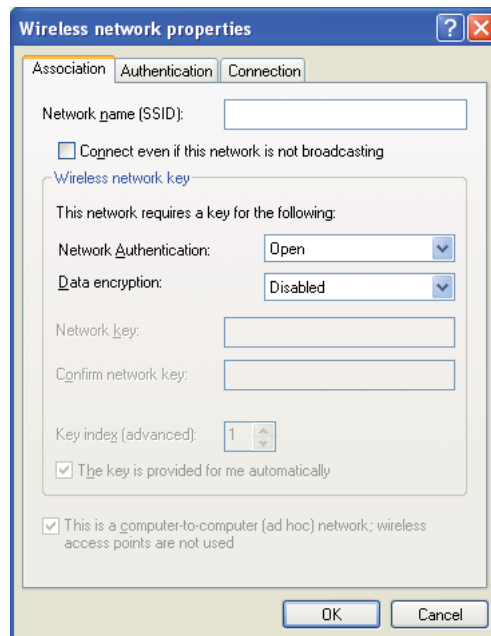 Wireless network properties
Association Authentication Connection
Network name (SSID):
Connect even if this network is not broadcasting
Wireless network key
This network requires a key for the following:
Network Authentication: Open
Data encryption: Disabled
Network key:
Confirm network key:
Key index (advanced): 1
The key is provided for me automatically
This is a computer-to-computer (ad hoc) network; wireless
access points are not used
OK Cancel